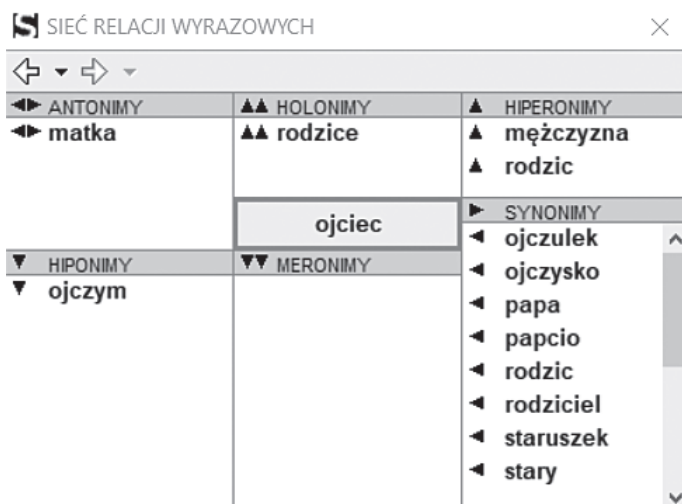 SIEĆ RELACJI WYRAZOWYCH
ANTONIMY
matka
HOLONIMY
rodzice
HIPERONIMY
mężczyzna
rodzic
ojciec
SYNONIMY
ojczulek
ojczysko
papa
papcio
rodzic
rodziciel
staruszek
stary
HIPONIMY
ojczym
MERONIMY